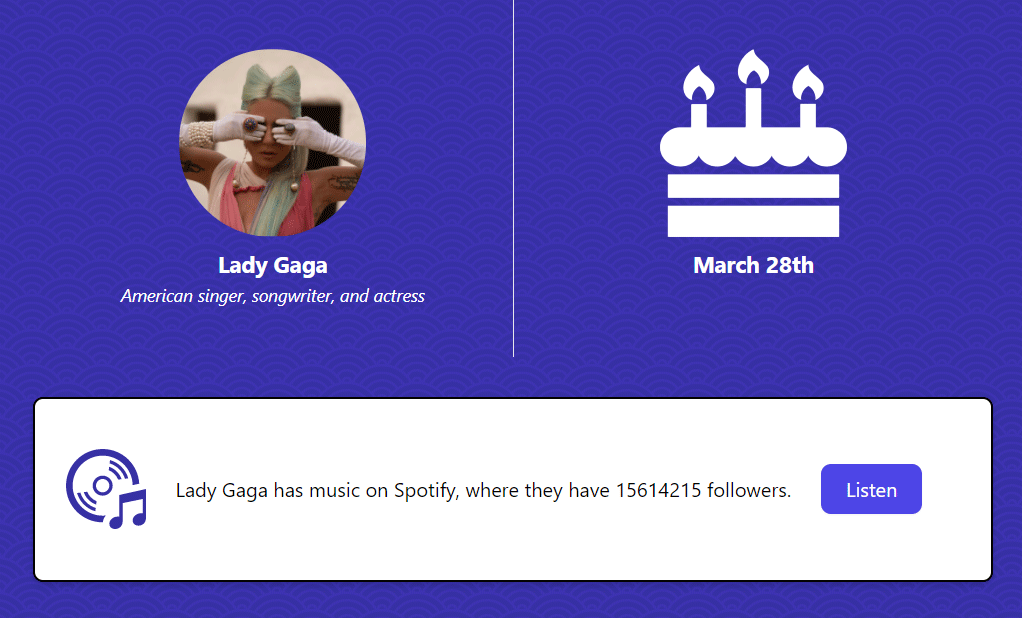 Lady Gaga
American singer, songwriter, and actress
March 28th
Lady Gaga has music on Spotify, where they have 15614215 followers.
Listen